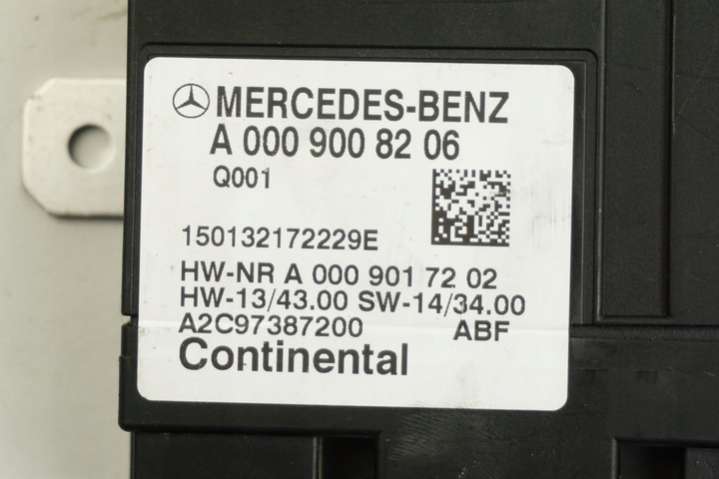 MERCEDES-BENZ
A 000 900 82 06
Q001
150132172229E
HW-NR A 000 901 72 02
HW-13/43.00 SW-14/34.00
A2C97387200 ABF
Continental